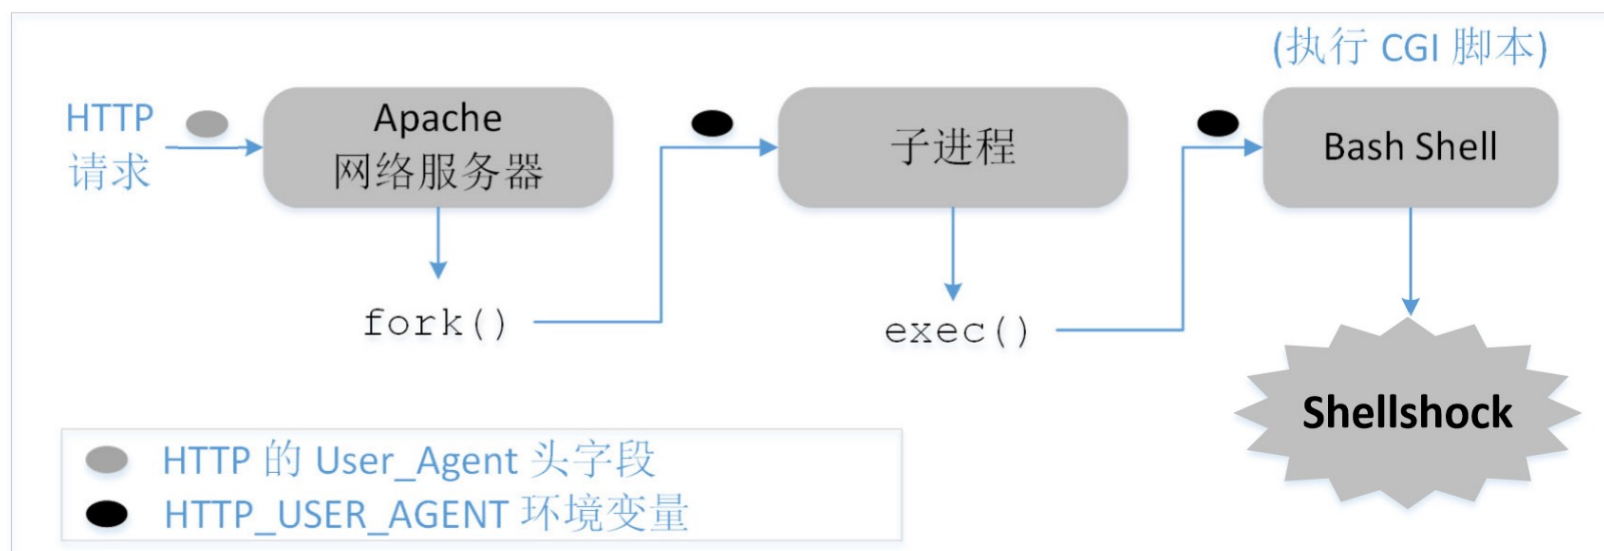 (执行 CGI 脚本)
HTTP
请求
Apache
网络服务器
子进程
Bash Shell
fork()
exec()
Shellshock
HTTP 的 User_Agent 头字段
HTTP_USER_AGENT 环境变量